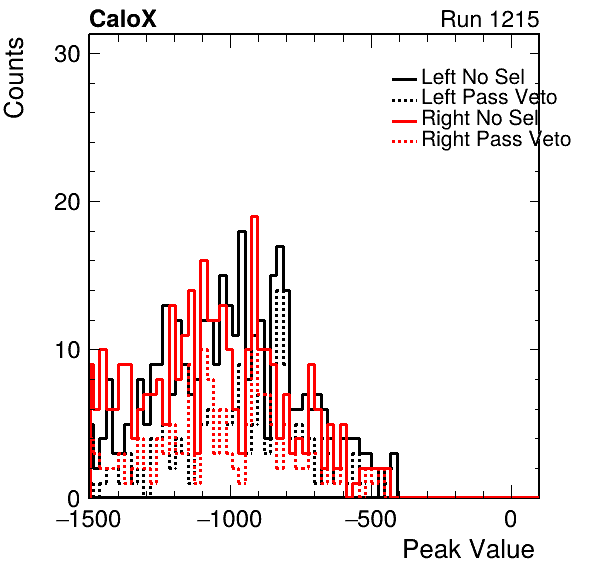 CaloX Run 1215
Counts
30
20
10
0
Left No Sel
Left Pass Veto
Right No Sel
Right Pass Veto
−1500 −1000 −500 0
Peak Value